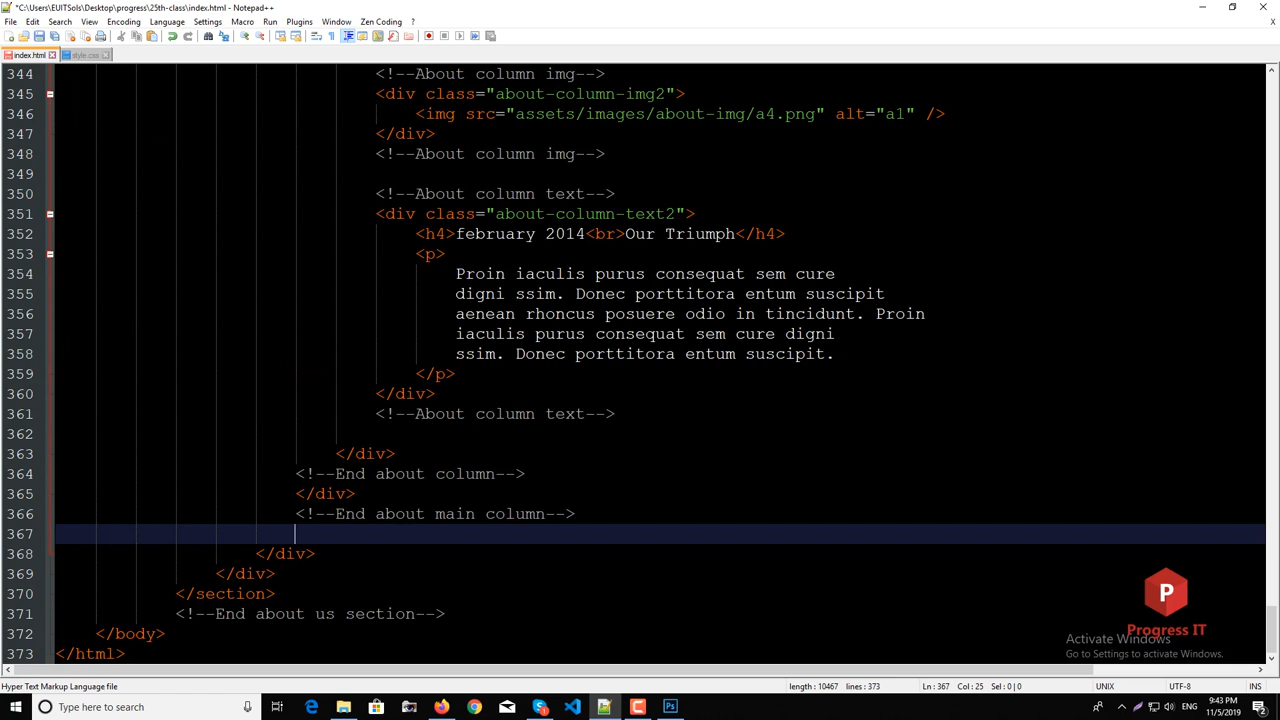 *C:\Users\EUITSols\Desktop\progress\25th-class\index.html - Notepad++
File Edit Search View Encoding Language Settings Macro Run Plugins Window Zen Coding ?
index.html style.css
344 <!--About column img-->
345 <div class="about-column-img2">
346 <img src="assets/images/about-img/a4.png" alt="a1" />
347 </div>
348 <!--About column img-->
349
350 <!--About column text-->
351 <div class="about-column-text2">
352 <h4>february 2014<br>Our Triumph</h4>
353 <p>
354 Proin iaculis purus consequat sem cure
355 digni ssim. Donec porttitora entum suscipit
356 aenean rhoncus posuere odio in tincidunt. Proin
357 iaculis purus consequat sem cure digni
358 ssim. Donec porttitora entum suscipit.
359 </p>
360 </div>
361 <!--About column text-->
362
363 </div>
364 <!--End about column-->
365 </div>
366 <!--End about main column-->
367
368 </div>
369 </div>
370 </section>
371 <!--End about us section-->
372 </body>
373 </html>
P
Progress IT
Activate Windows
Go to Settings to activate Windows.
Hyper Text Markup Language file length : 10467 lines : 373 Ln : 367 Col : 25 Sel : 0 | 0 UNIX UTF-8 INS
Type here to search
9:43 PM
11/5/2019
2